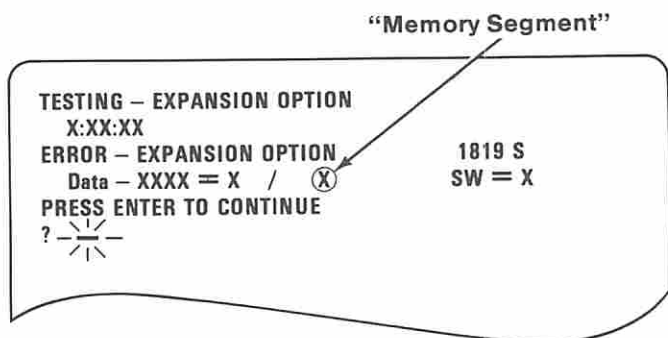 “Memory Segment”
TESTING – EXPANSION OPTION
X:XX:XX
ERROR – EXPANSION OPTION 1819 S
Data – XXXX = X / X SW = X
PRESS ENTER TO CONTINUE
? – – –